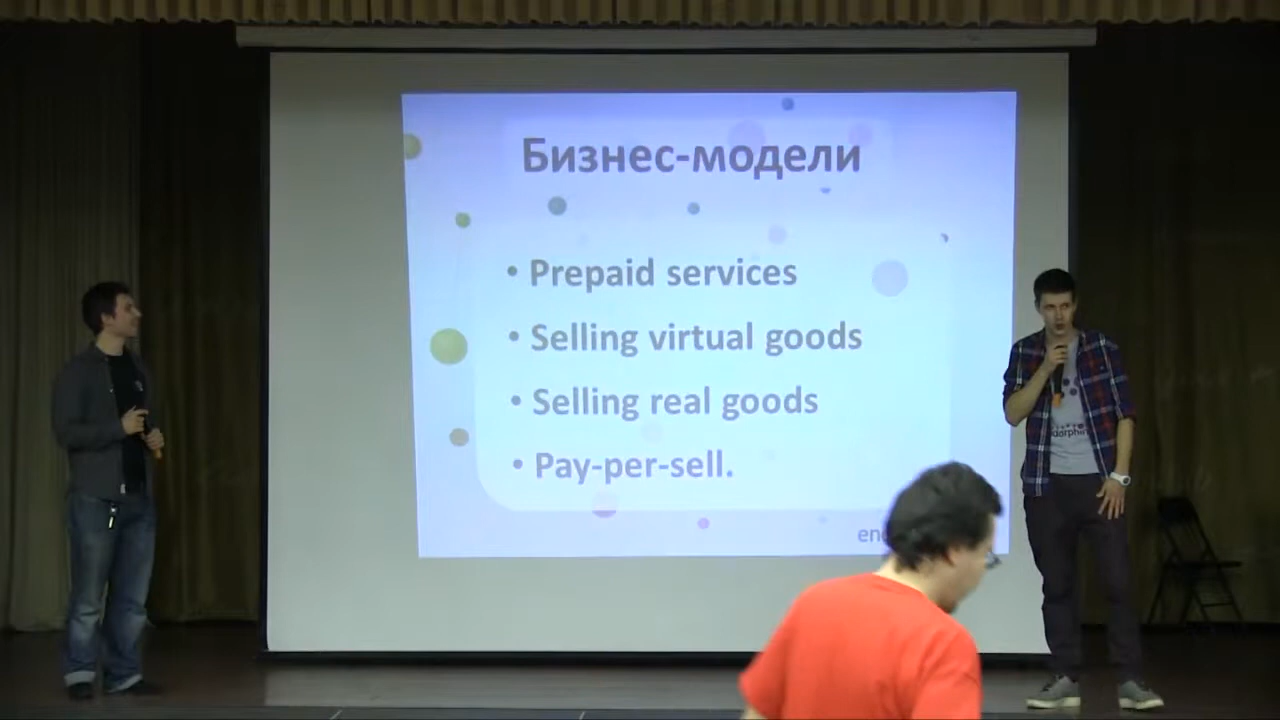 Бизнес-модели
• Prepaid services
• Selling virtual goods
• Selling real goods
• Pay-per-sell.